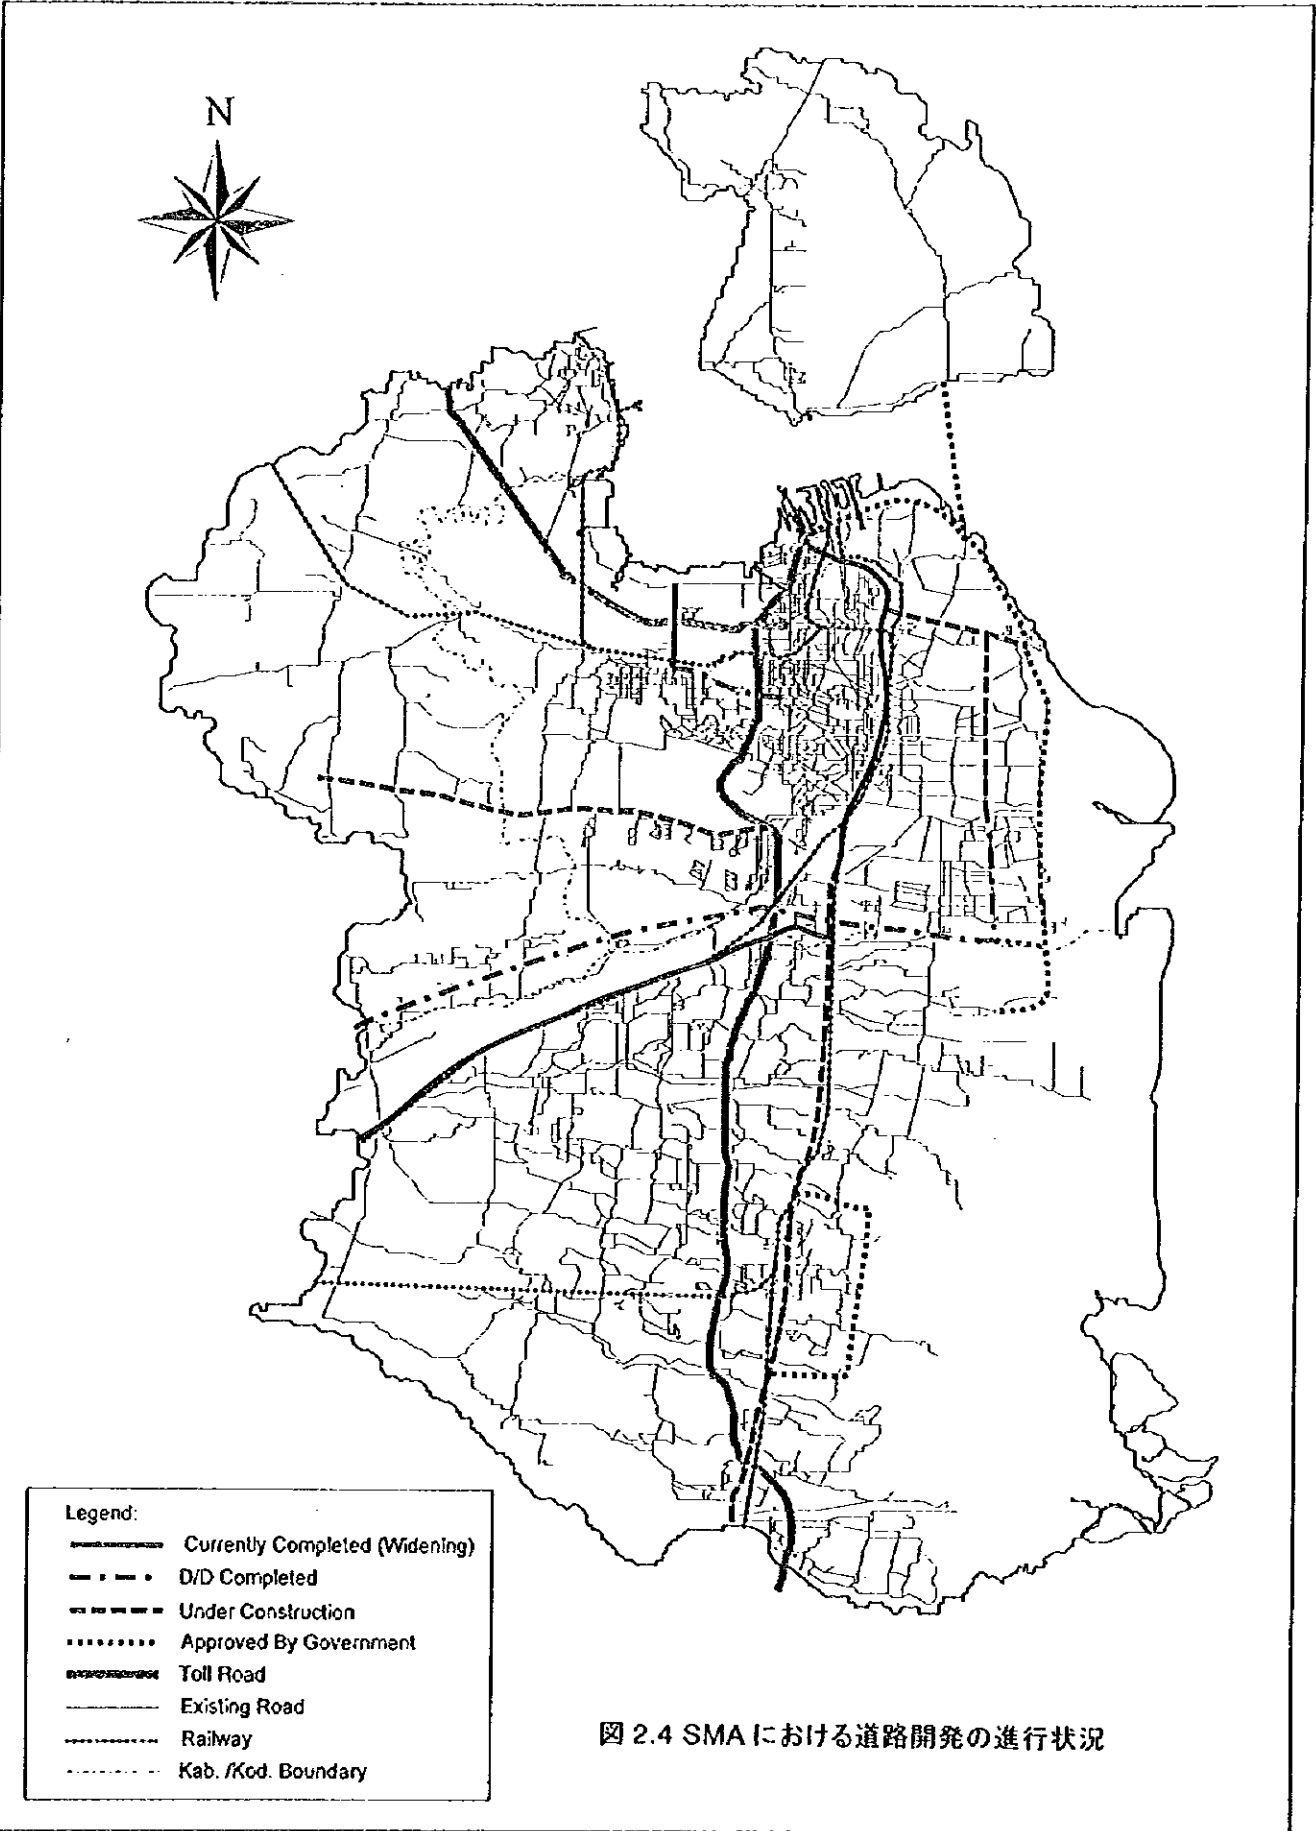 N
Legend:
Currently Completed (Widening)
D/D Completed
Under Construction
Approved By Government
Toll Road
Existing Road
Railway
Kab. /Kod. Boundary
図 2.4 SMA における道路開発の進行状況